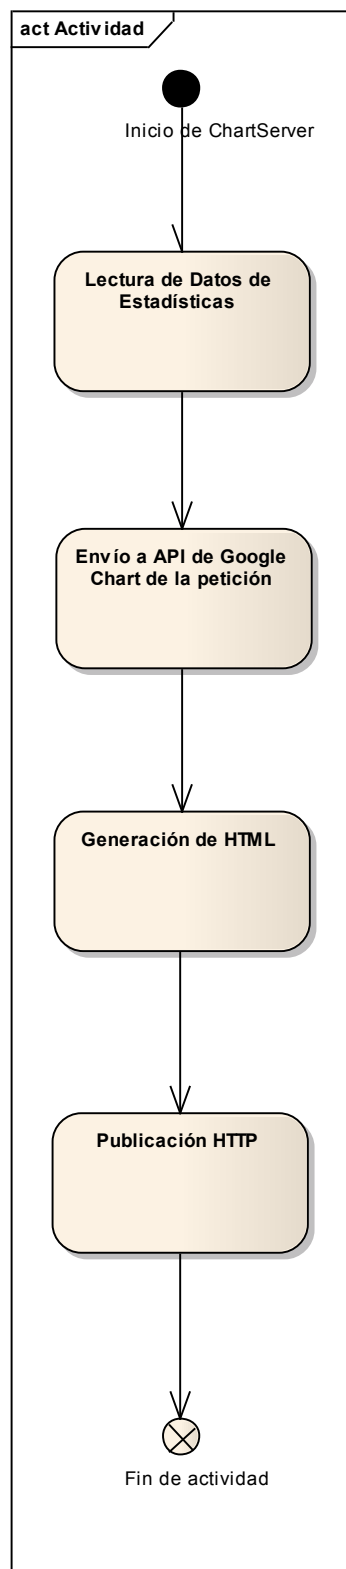 act Actividad
Inicio de ChartServer
Lectura de Datos de
Estadísticas
Envío a API de Google
Chart de la petición
Generación de HTML
Publicación HTTP
Fin de actividad